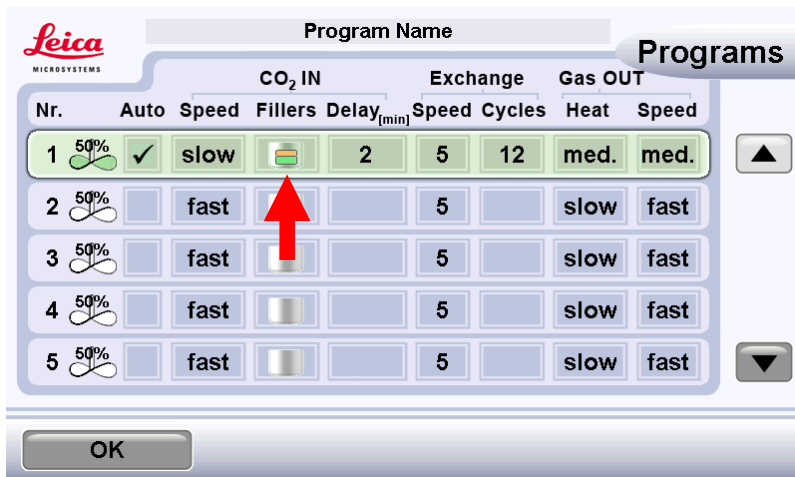 Leica
MICROSYSTEMS
Program Name
Programs
CO₂ IN Exchange Gas OUT
Nr. Auto Speed Fillers Delay[min] Speed Cycles Heat Speed
1 50% ✓ slow 2 5 12 med. med.
2 50% fast 5 slow fast
3 50% fast 5 slow fast
4 50% fast 5 slow fast
5 50% fast 5 slow fast
OK